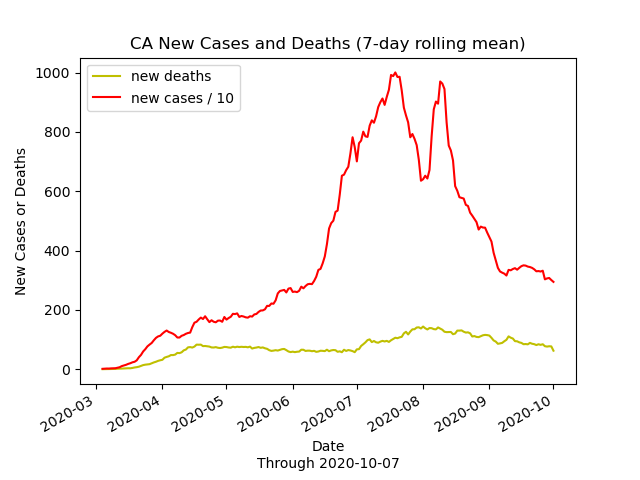 CA New Cases and Deaths (7-day rolling mean)
new deaths
new cases / 10
1000
800
600
400
200
0
New Cases or Deaths
2020-03
2020-04
2020-05
2020-06
2020-07
2020-08
2020-09
2020-10
Date
Through 2020-10-07